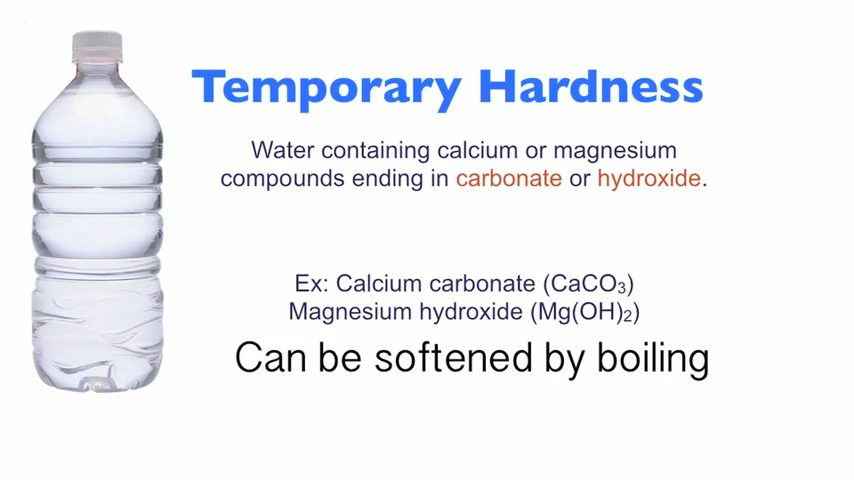 Temporary Hardness
Water containing calcium or magnesium
compounds ending in carbonate or hydroxide.
Ex: Calcium carbonate (CaCO₃)
Magnesium hydroxide (Mg(OH)₂)
Can be softened by boiling